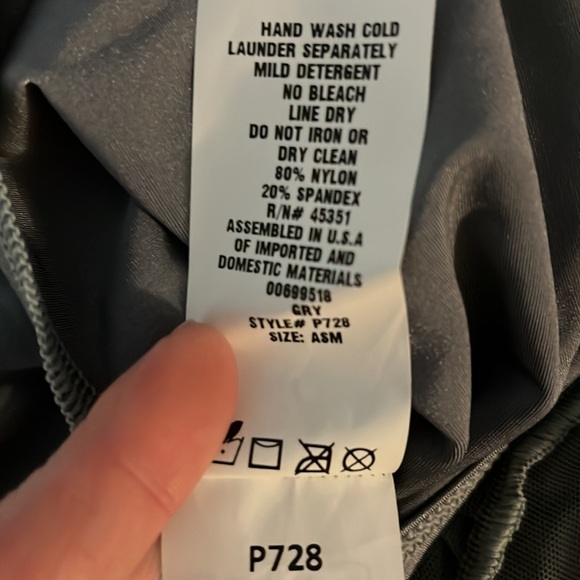 HAND WASH COLD
LAUNDER SEPARATELY
MILD DETERGENT
NO BLEACH
LINE DRY
DO NOT IRON OR
DRY CLEAN
80% NYLON
20% SPANDEX
R/N# 45351
ASSEMBLED IN U.S.A
OF IMPORTED AND
DOMESTIC MATERIALS
00699518
GRY
STYLE# P728
SIZE: ASM
P728